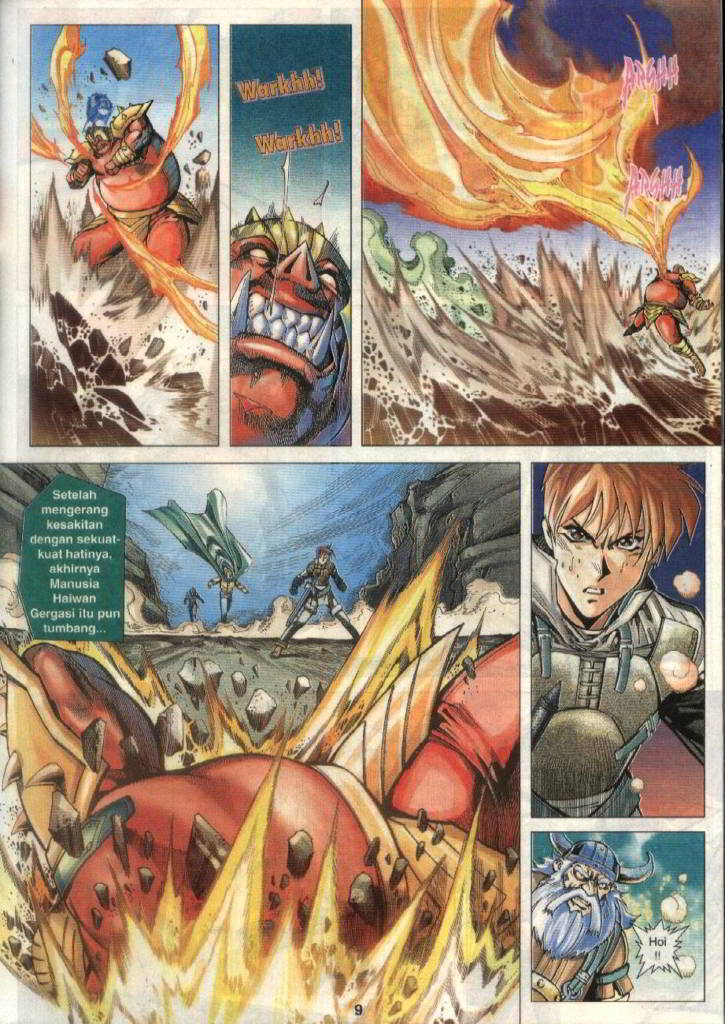 Warkhh!
Warkhh!
ARGHH
ARGHH
Setelah
mengerang
kesakitan
dengan sekuat-
kuat hatinya,
akhirnya
Manusia
Haiwan
Gergasi itu pun
tumbang...
Hoi
!!
9